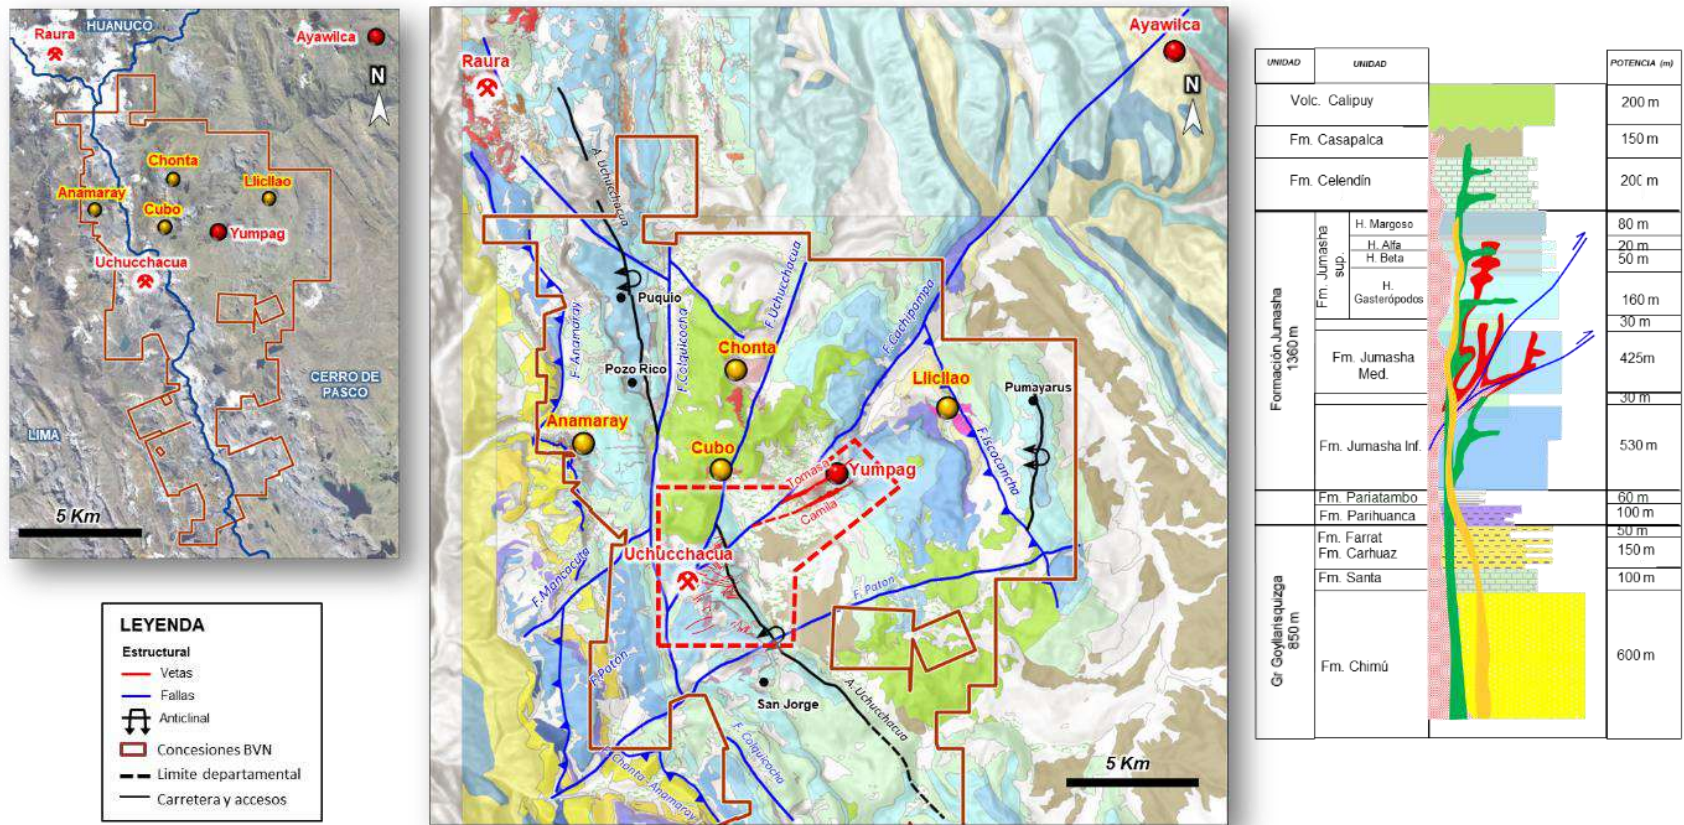 HUANUCO
Raura
Ayawilca
N
Chonta
Llicllao
Anamaray
Cubo
Yumpag
Uchucchacua
CERRO DE
PASCO
LIMA
5 Km
LEYENDA
Estructural
Vetas
Fallas
Anticlinal
Concesiones BVN
Limite departamental
Carretera y accesos
Ayawilca
Raura
N
A. Uchucchacua
Puquio
F. Uchucchacua
F. Anamaray
F. Colquicocha
F. Cachipampa
Chonta
Pozo Rico
Llicllao
Pumayarus
Anamaray
Cubo
Tomasa
Yumpag
Camila
F. Iscocancha
Uchucchacua
F. Mancacuta
F. Paton
F. Paton
San Jorge
A. Uchucchacua
F. Colquicocha
F. Chonta - Anamaray
5 Km
UNIDAD
UNIDAD
POTENCIA (m)
Volc. Calipuy
200 m
Fm. Casapalca
150 m
Fm. Celendín
200 m
Formación Jumasha
1360 m
Fm. Jumasha
sup.
H. Margoso
80 m
H. Alfa
20 m
H. Beta
50 m
H.
Gasterópodos
160 m
30 m
Fm. Jumasha
Med.
425m
30 m
Fm. Jumasha Inf.
530 m
Fm. Pariatambo
60 m
Fm. Parihuanca
100 m
Gr Goyllarisquizga
850 m
Fm. Farrat
50 m
Fm. Carhuaz
150 m
Fm. Santa
100 m
Fm. Chimú
600 m